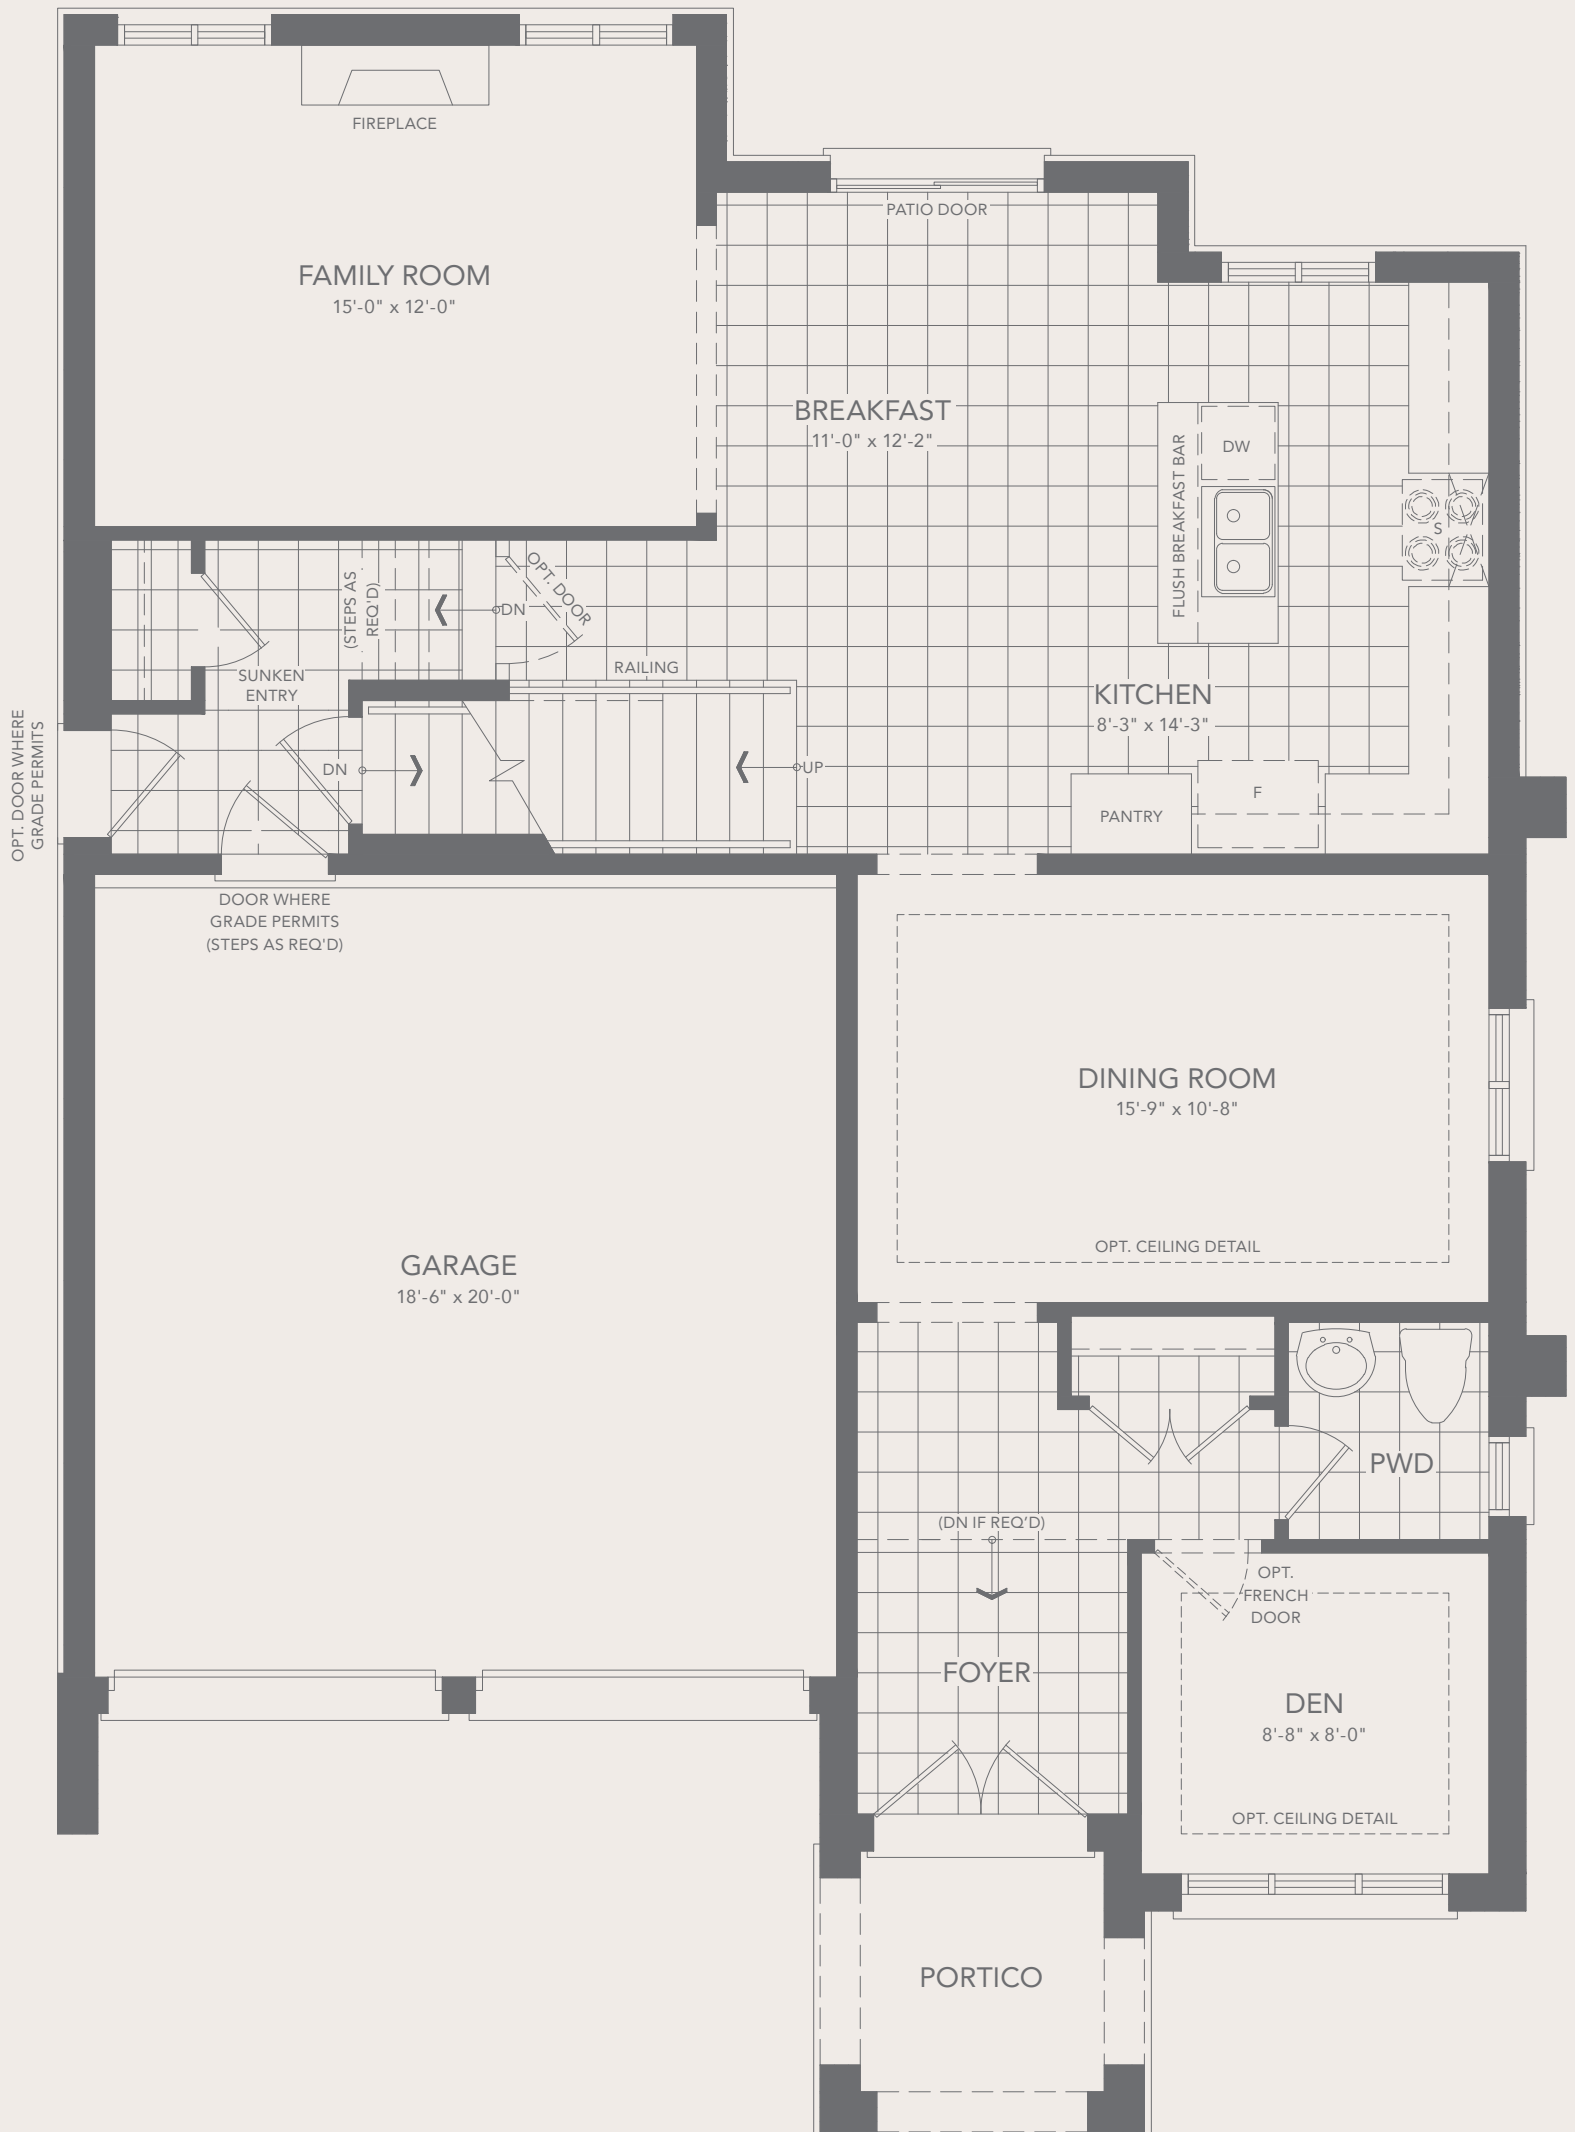 FIREPLACE
PATIO DOOR
FAMILY ROOM
15'-0" x 12'-0"
BREAKFAST
11'-0" x 12'-2"
FLUSH BREAKFAST BAR
DW
S
(STEPS AS
REQ'D)
DN
OPT. DOOR
RAILING
SUNKEN
ENTRY
KITCHEN
8'-3" x 14'-3"
OPT. DOOR WHERE
GRADE PERMITS
DN
UP
PANTRY
F
DOOR WHERE
GRADE PERMITS
(STEPS AS REQ'D)
DINING ROOM
15'-9" x 10'-8"
OPT. CEILING DETAIL
GARAGE
18'-6" x 20'-0"
PWD
(DN IF REQ'D)
OPT.
FRENCH
DOOR
FOYER
DEN
8'-8" x 8'-0"
OPT. CEILING DETAIL
PORTICO